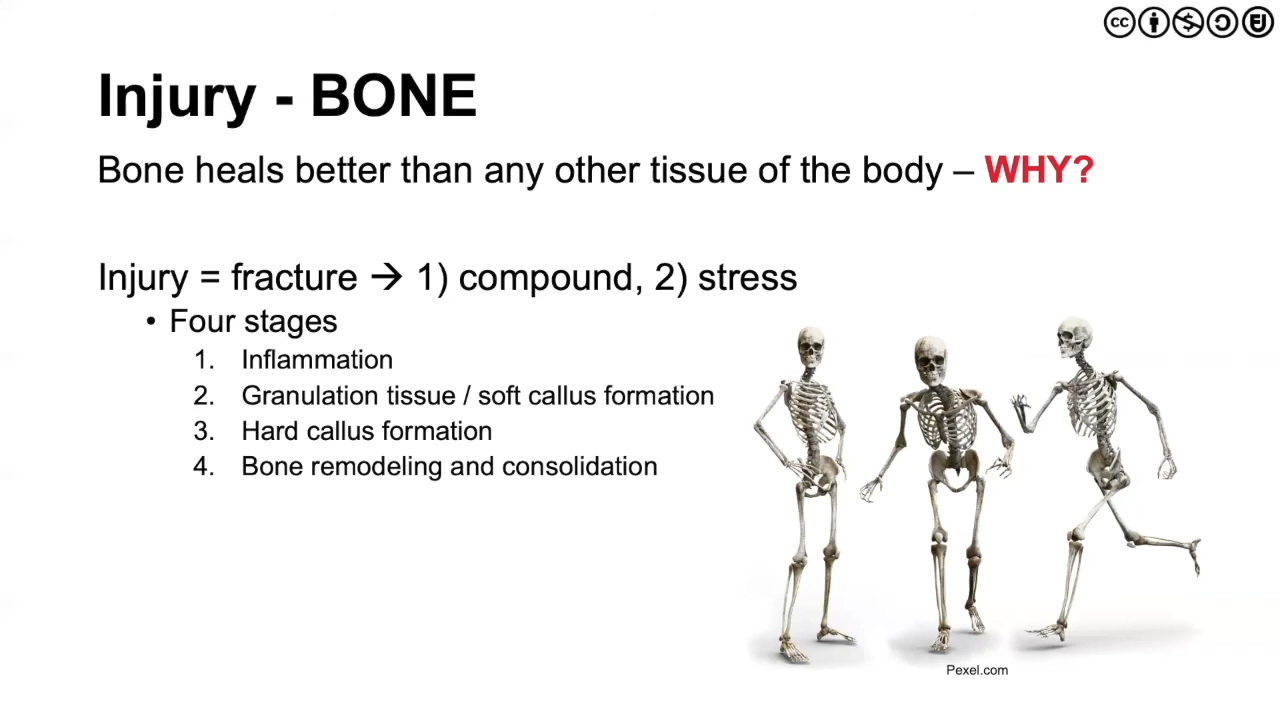 cc
Injury - BONE
Bone heals better than any other tissue of the body – WHY?
Injury = fracture → 1) compound, 2) stress
• Four stages
1. Inflammation
2. Granulation tissue / soft callus formation
3. Hard callus formation
4. Bone remodeling and consolidation
Pexel.com